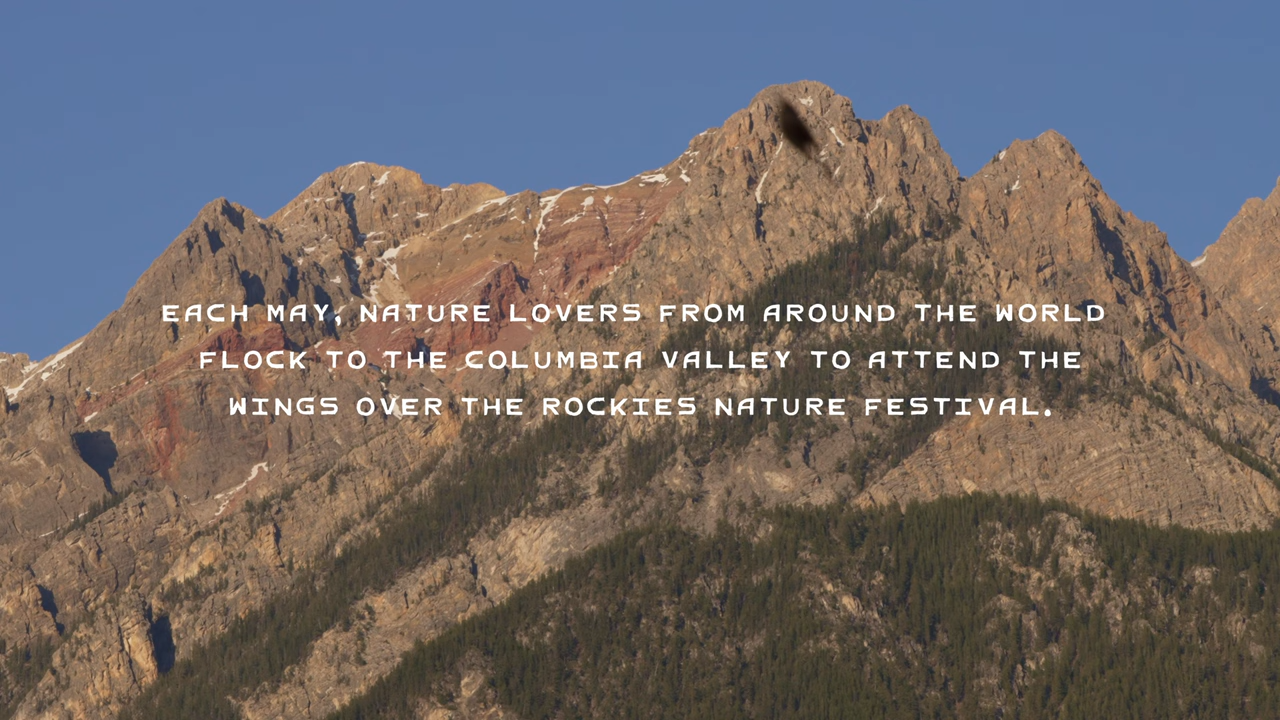 EACH MAY, NATURE LOVERS FROM AROUND THE WORLD
FLOCK TO THE COLUMBIA VALLEY TO ATTEND THE
WINGS OVER THE ROCKIES NATURE FESTIVAL.